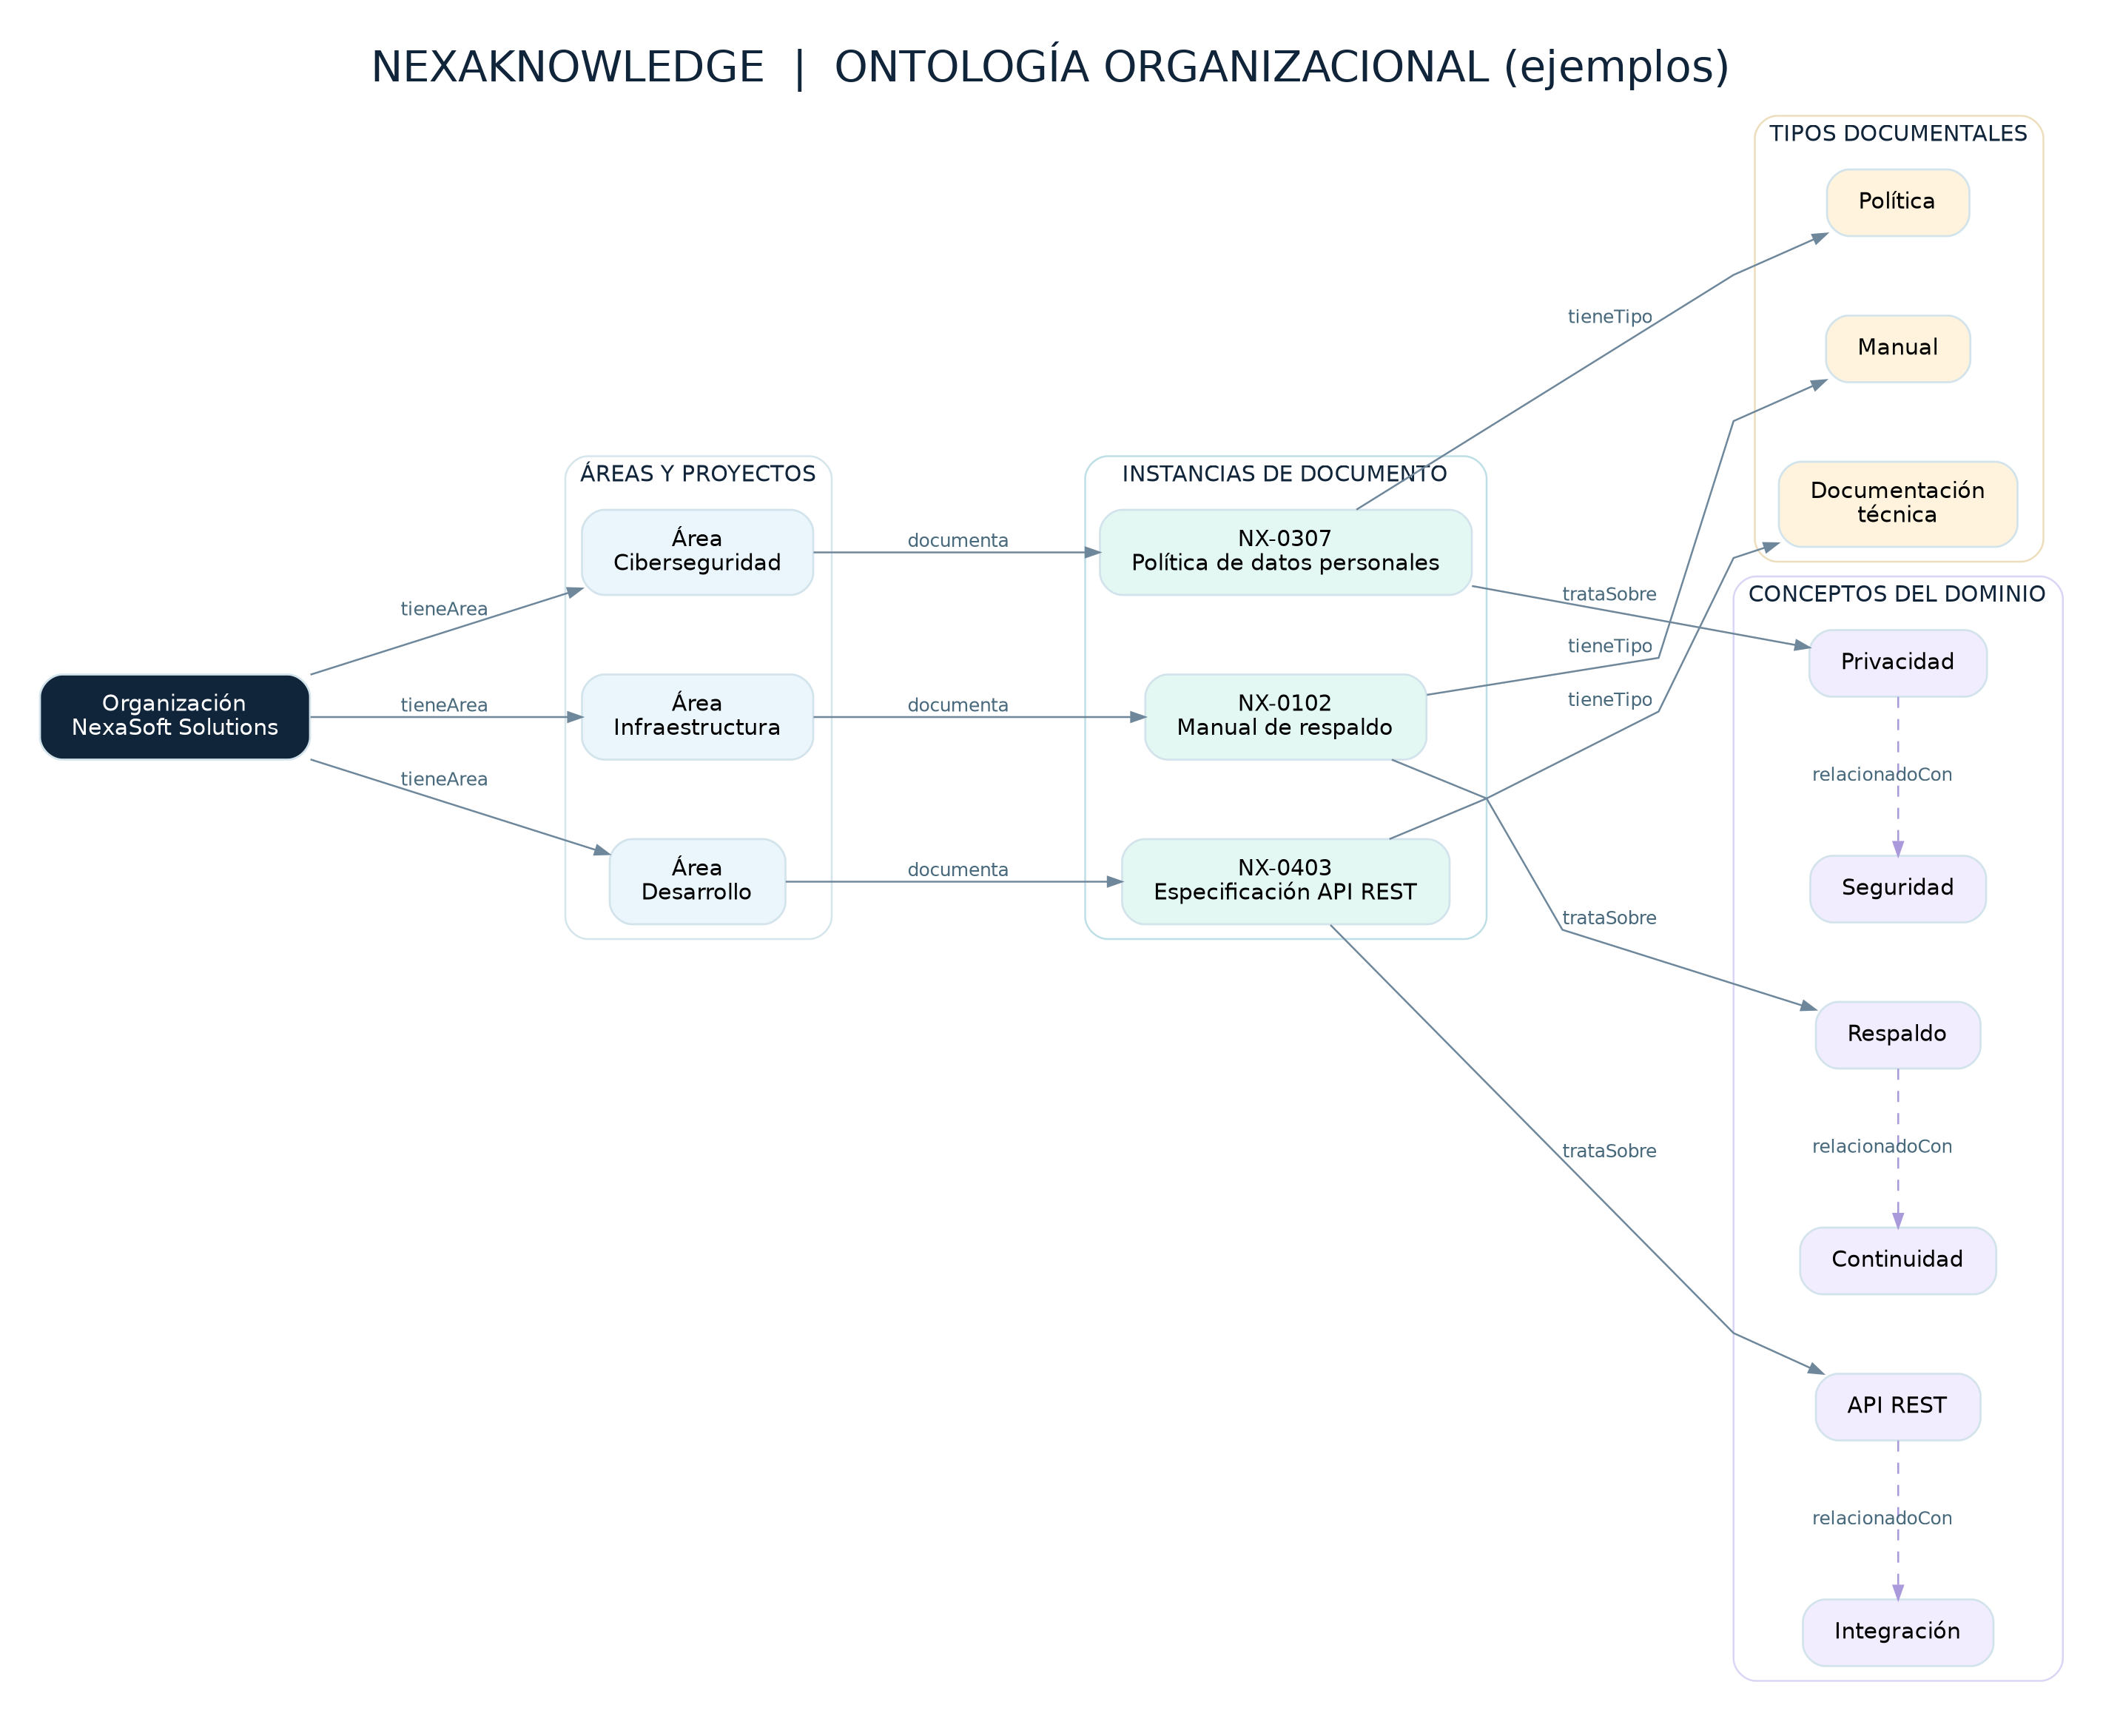 NEXAKNOWLEDGE | ONTOLOGÍA ORGANIZACIONAL (ejemplos)
Organización
NexaSoft Solutions
tieneArea
tieneArea
tieneArea
ÁREAS Y PROYECTOS
Área
Ciberseguridad
Área
Infraestructura
Área
Desarrollo
documenta
documenta
documenta
INSTANCIAS DE DOCUMENTO
NX-0307
Política de datos personales
NX-0102
Manual de respaldo
NX-0403
Especificación API REST
tieneTipo
trataSobre
tieneTipo
tieneTipo
trataSobre
trataSobre
TIPOS DOCUMENTALES
Política
Manual
Documentación
técnica
CONCEPTOS DEL DOMINIO
Privacidad
relacionadoCon
Seguridad
Respaldo
relacionadoCon
Continuidad
API REST
relacionadoCon
Integración